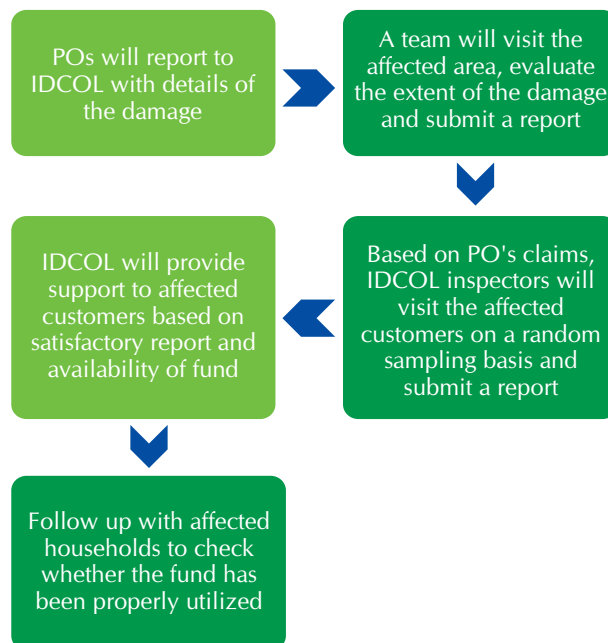 POs will report to
IDCOL with details of
the damage
A team will visit the
affected area, evaluate
the extent of the damage
and submit a report
Based on PO's claims,
IDCOL inspectors will
visit the affected
customers on a random
sampling basis and
submit a report
IDCOL will provide
support to affected
customers based on
satisfactory report and
availability of fund
Follow up with affected
households to check
whether the fund has
been properly utilized